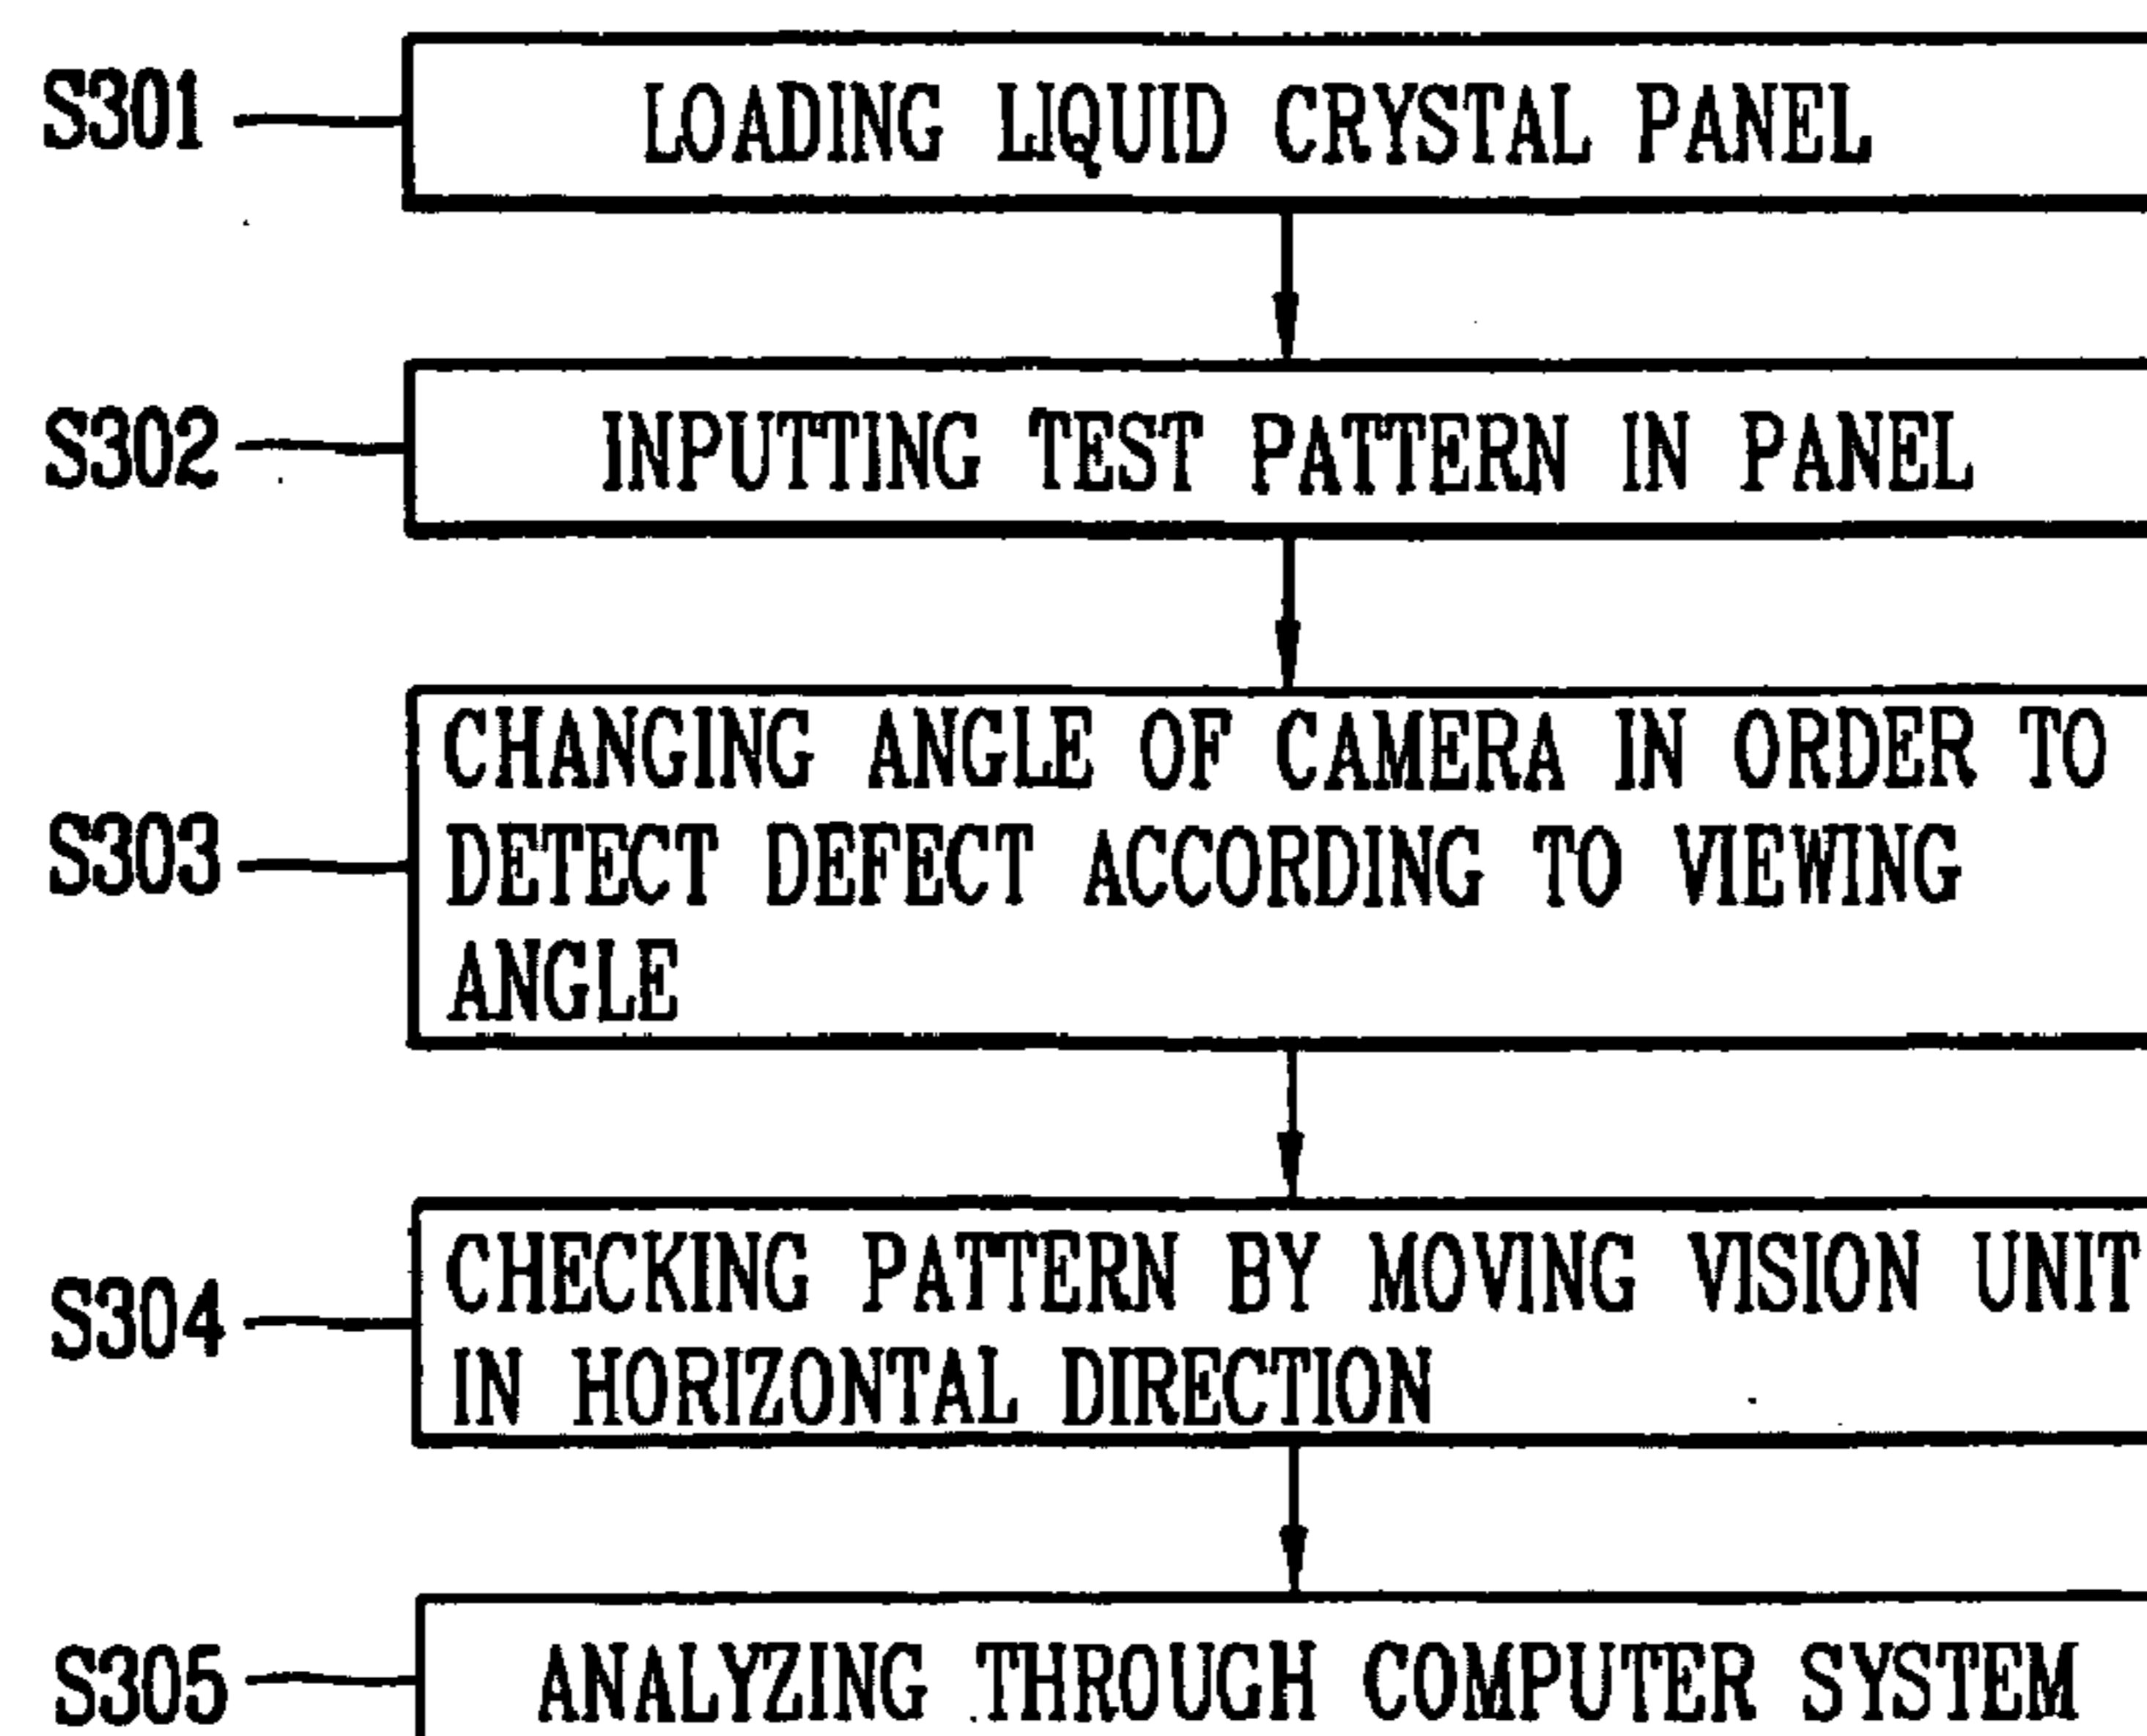 S301
LOADING LIQUID CRYSTAL PANEL
S302
INPUTTING TEST PATTERN IN PANEL
S303
CHANGING ANGLE OF CAMERA IN ORDER TO
DETECT DEFECT ACCORDING TO VIEWING
ANGLE
S304
CHECKING PATTERN BY MOVING VISION UNIT
IN HORIZONTAL DIRECTION
S305
ANALYZING THROUGH COMPUTER SYSTEM